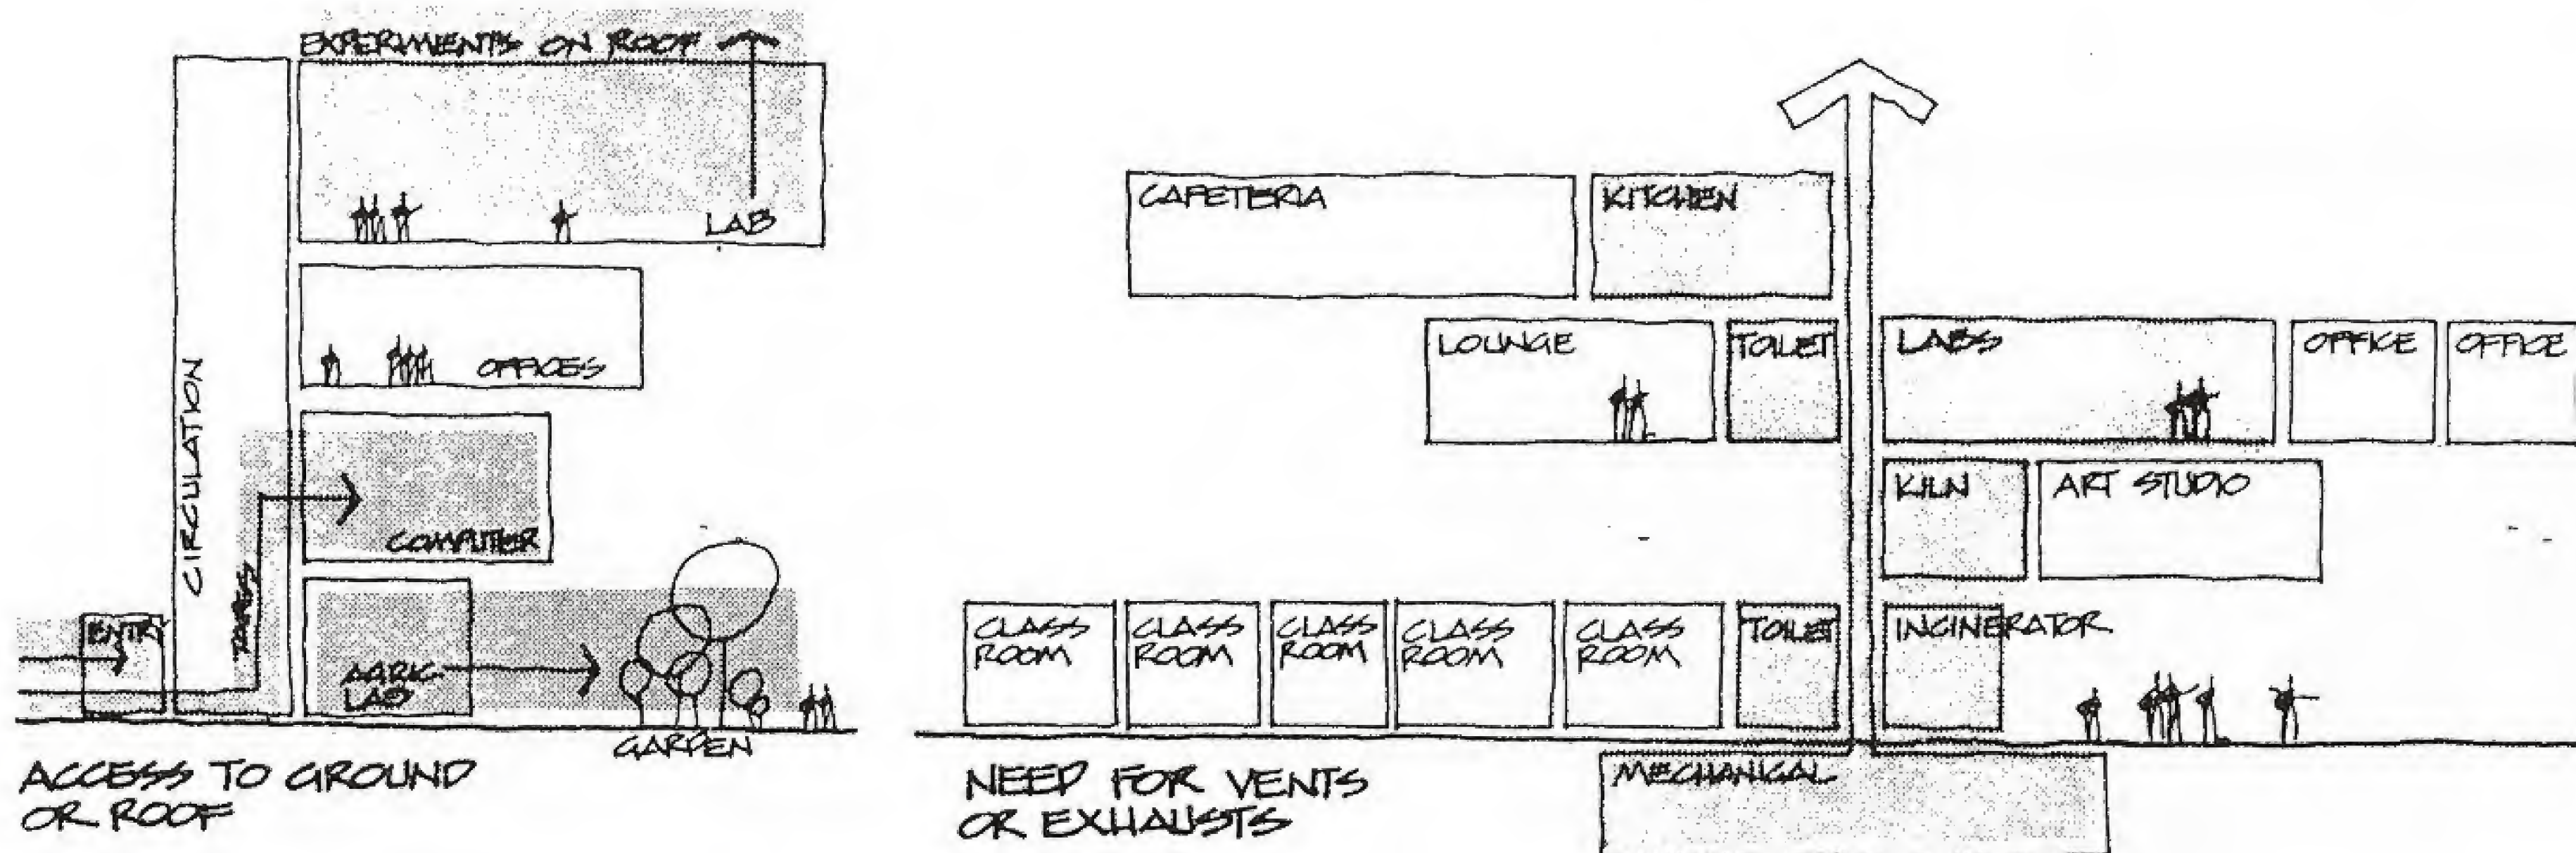 EXPERIMENTS ON ROOF
LAB
OFFICES
CIRCULATION
COMPUTER
TAPES
ENTRY
AGRIC.
LAB
GARDEN
ACCESS TO GROUND
OR ROOF
CAFETERIA
KITCHEN
LOUNGE
TOILET
LABS
OFFICE
OFFICE
KILN
ART STUDIO
CLASS
ROOM
CLASS
ROOM
CLASS
ROOM
CLASS
ROOM
CLASS
ROOM
TOILET
INCINERATOR
MECHANICAL
NEED FOR VENTS
OR EXHAUSTS